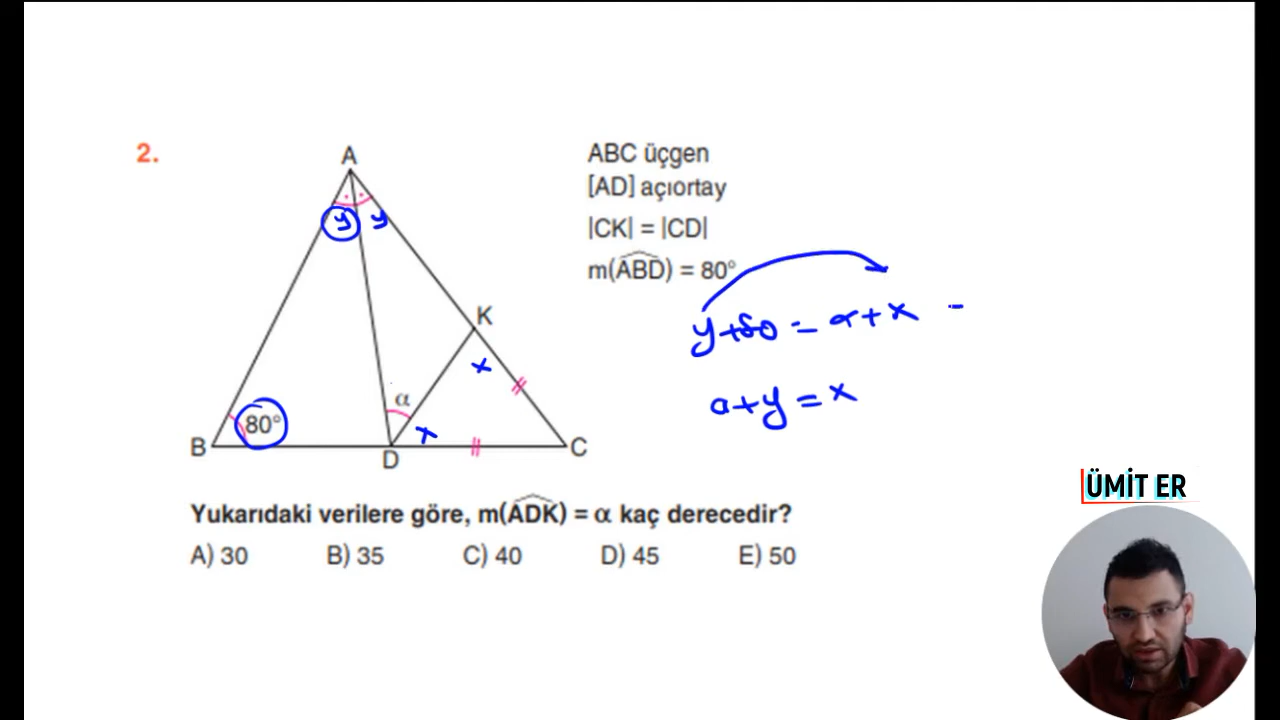 2.
A
ABC üçgen
[AD] açıortay
|CK| = |CD|
m(ABD) = 80°
y y
K
y+80 = α+x =
x
α
a+y = x
80°
x
B
D
C
ÜMİT ER
Yukarıdaki verilere göre, m(ADK) = α kaç derecedir?
A) 30 B) 35 C) 40 D) 45 E) 50